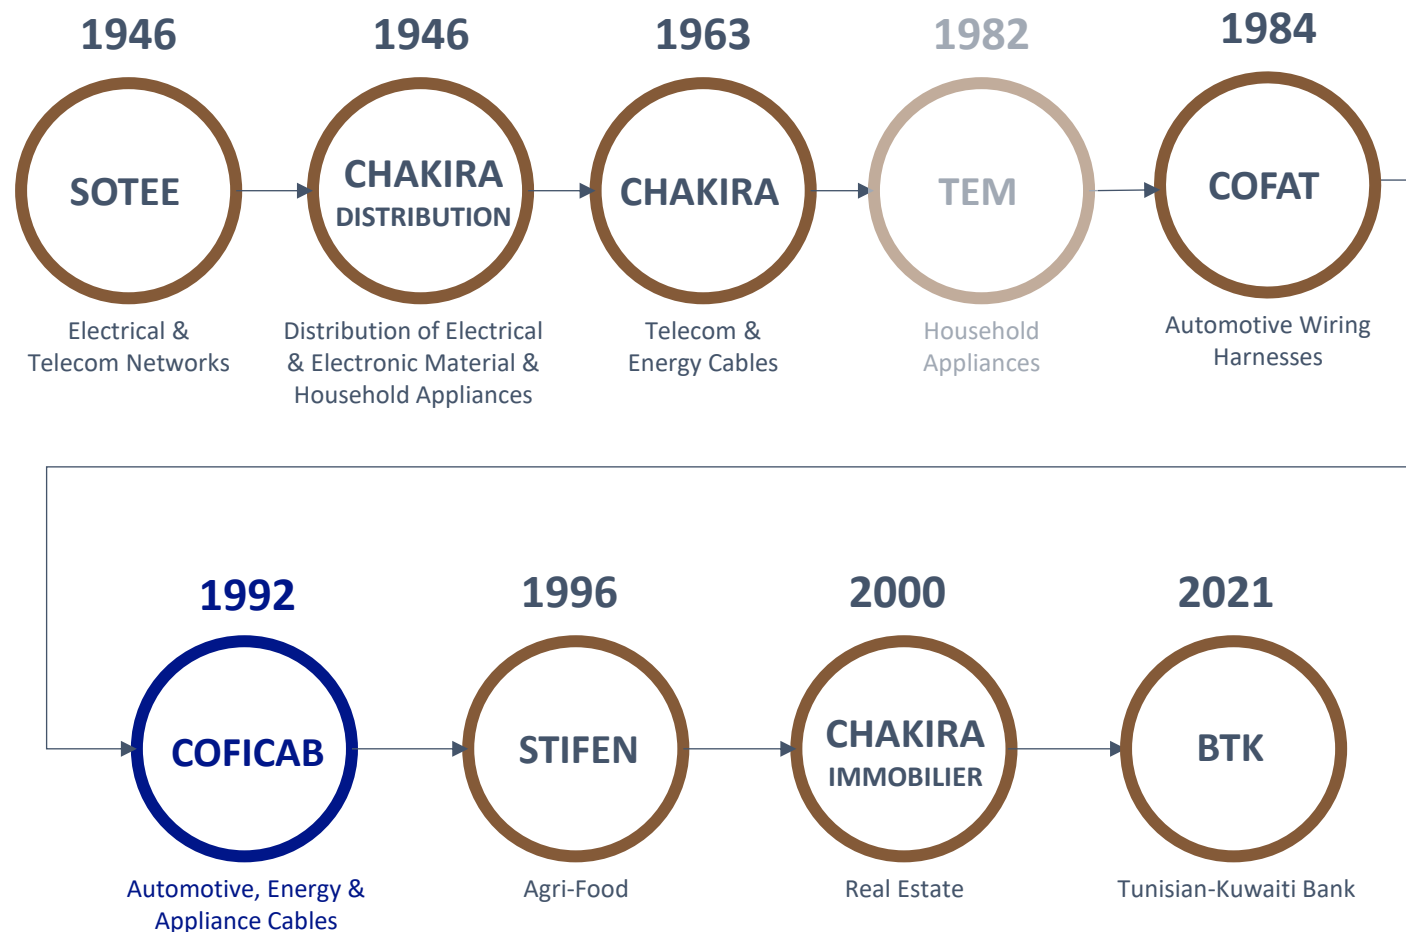 1946
SOTEE
Electrical &
Telecom Networks
1946
CHAKIRA
DISTRIBUTION
Distribution of Electrical
& Electronic Material &
Household Appliances
1963
CHAKIRA
Telecom &
Energy Cables
1982
TEM
Household
Appliances
1984
COFAT
Automotive Wiring
Harnesses
1992
COFICAB
Automotive, Energy &
Appliance Cables
1996
STIFEN
Agri-Food
2000
CHAKIRA
IMMOBILIER
Real Estate
2021
BTK
Tunisian-Kuwaiti Bank